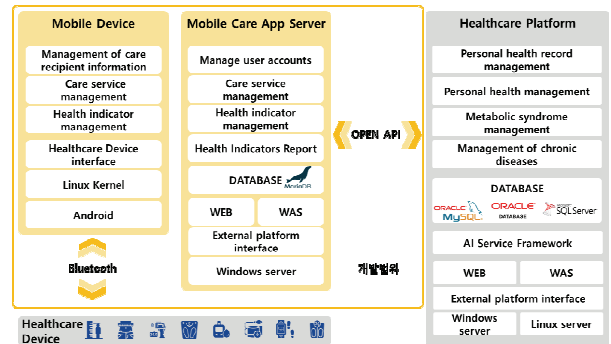 Mobile Device
Management of care
recipient information
Care service
management
Health indicator
management
Healthcare Device
interface
Linux Kernel
Android
Bluetooth
Mobile Care App Server
Manage user accounts
Care service
management
Health indicator
management
Health Indicators Report
DATABASE
MariaDB
WEB
WAS
External platform
interface
Windows server
OPEN API
개발범위
Healthcare Platform
Personal health record
management
Personal health management
Metabolic syndrome
management
Management of chronic
diseases
DATABASE
ORACLE
MySQL
ORACLE
DATABASE
SQL Server
AI Service Framework
WEB
WAS
External platform interface
Windows
server
Linux server
Healthcare
Device